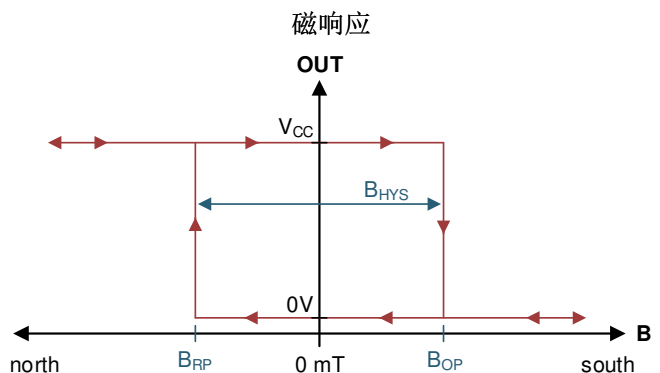 磁响应
OUT
VCC
BHYS
0V
B
north
BRP
0 mT
BOP
south